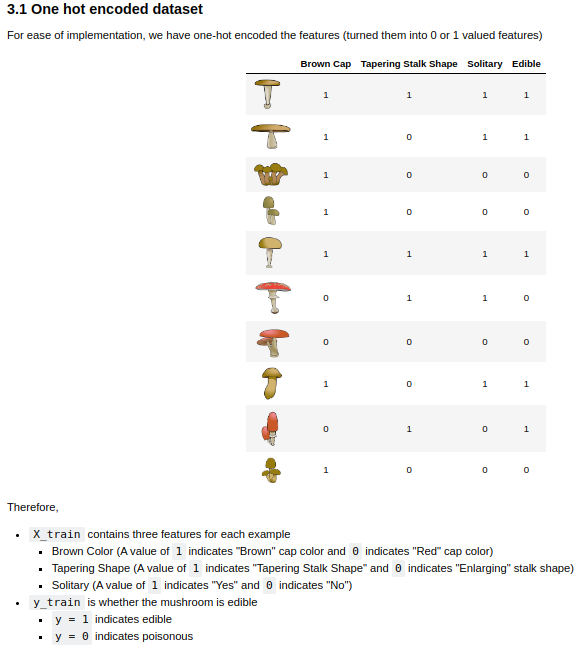 3.1 One hot encoded dataset
For ease of implementation, we have one-hot encoded the features (turned them into 0 or 1 valued features)
Brown Cap Tapering Stalk Shape Solitary Edible
1 1 1 1
1 0 1 1
1 0 0 0
1 0 0 0
1 1 1 1
0 1 1 0
0 0 0 0
1 0 1 1
0 1 0 1
1 0 0 0
Therefore,
• X_train contains three features for each example
▪ Brown Color (A value of 1 indicates "Brown" cap color and 0 indicates "Red" cap color)
▪ Tapering Shape (A value of 1 indicates "Tapering Stalk Shape" and 0 indicates "Enlarging" stalk shape)
▪ Solitary (A value of 1 indicates "Yes" and 0 indicates "No")
• y_train is whether the mushroom is edible
▪ y = 1 indicates edible
▪ y = 0 indicates poisonous